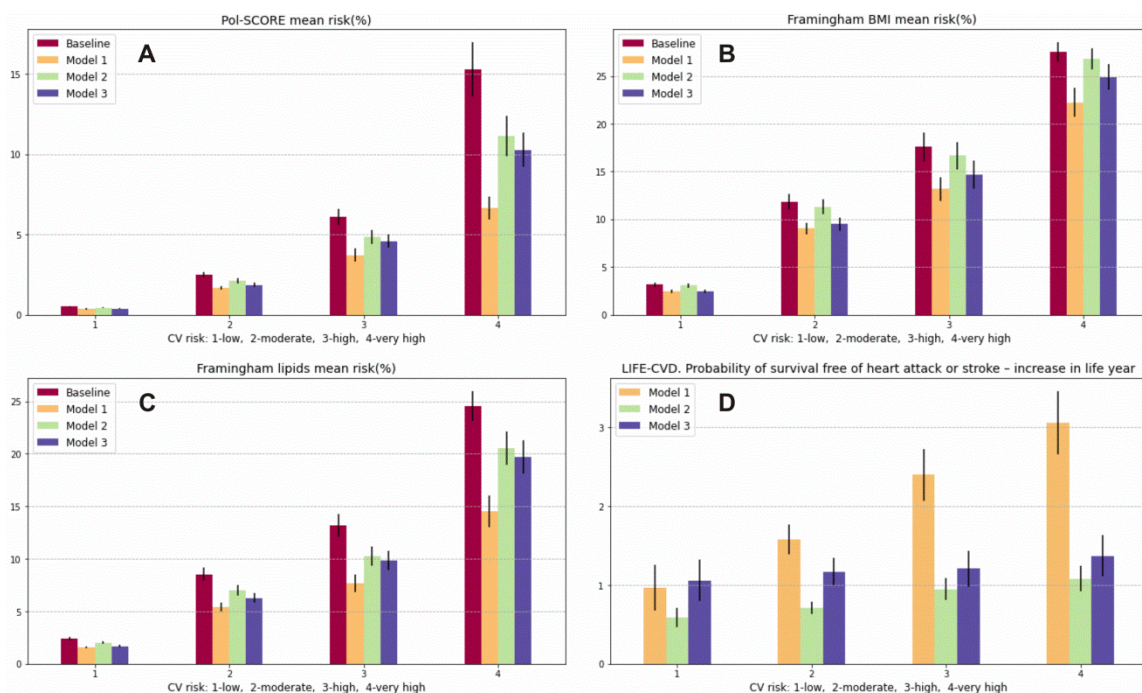 Pol-SCORE mean risk(%)
A
Baseline
Model 1
Model 2
Model 3
15
10
5
0
1 2 3 4
CV risk: 1-low, 2-moderate, 3-high, 4-very high
Framingham BMI mean risk(%)
B
Baseline
Model 1
Model 2
Model 3
25
20
15
10
5
0
1 2 3 4
CV risk: 1-low, 2-moderate, 3-high, 4-very high
Framingham lipids mean risk(%)
C
Baseline
Model 1
Model 2
Model 3
25
20
15
10
5
0
1 2 3 4
CV risk: 1-low, 2-moderate, 3-high, 4-very high
LIFE-CVD. Probability of survival free of heart attack or stroke – increase in life year
D
Model 1
Model 2
Model 3
3
2
1
0
1 2 3 4
CV risk: 1-low, 2-moderate, 3-high, 4-very high